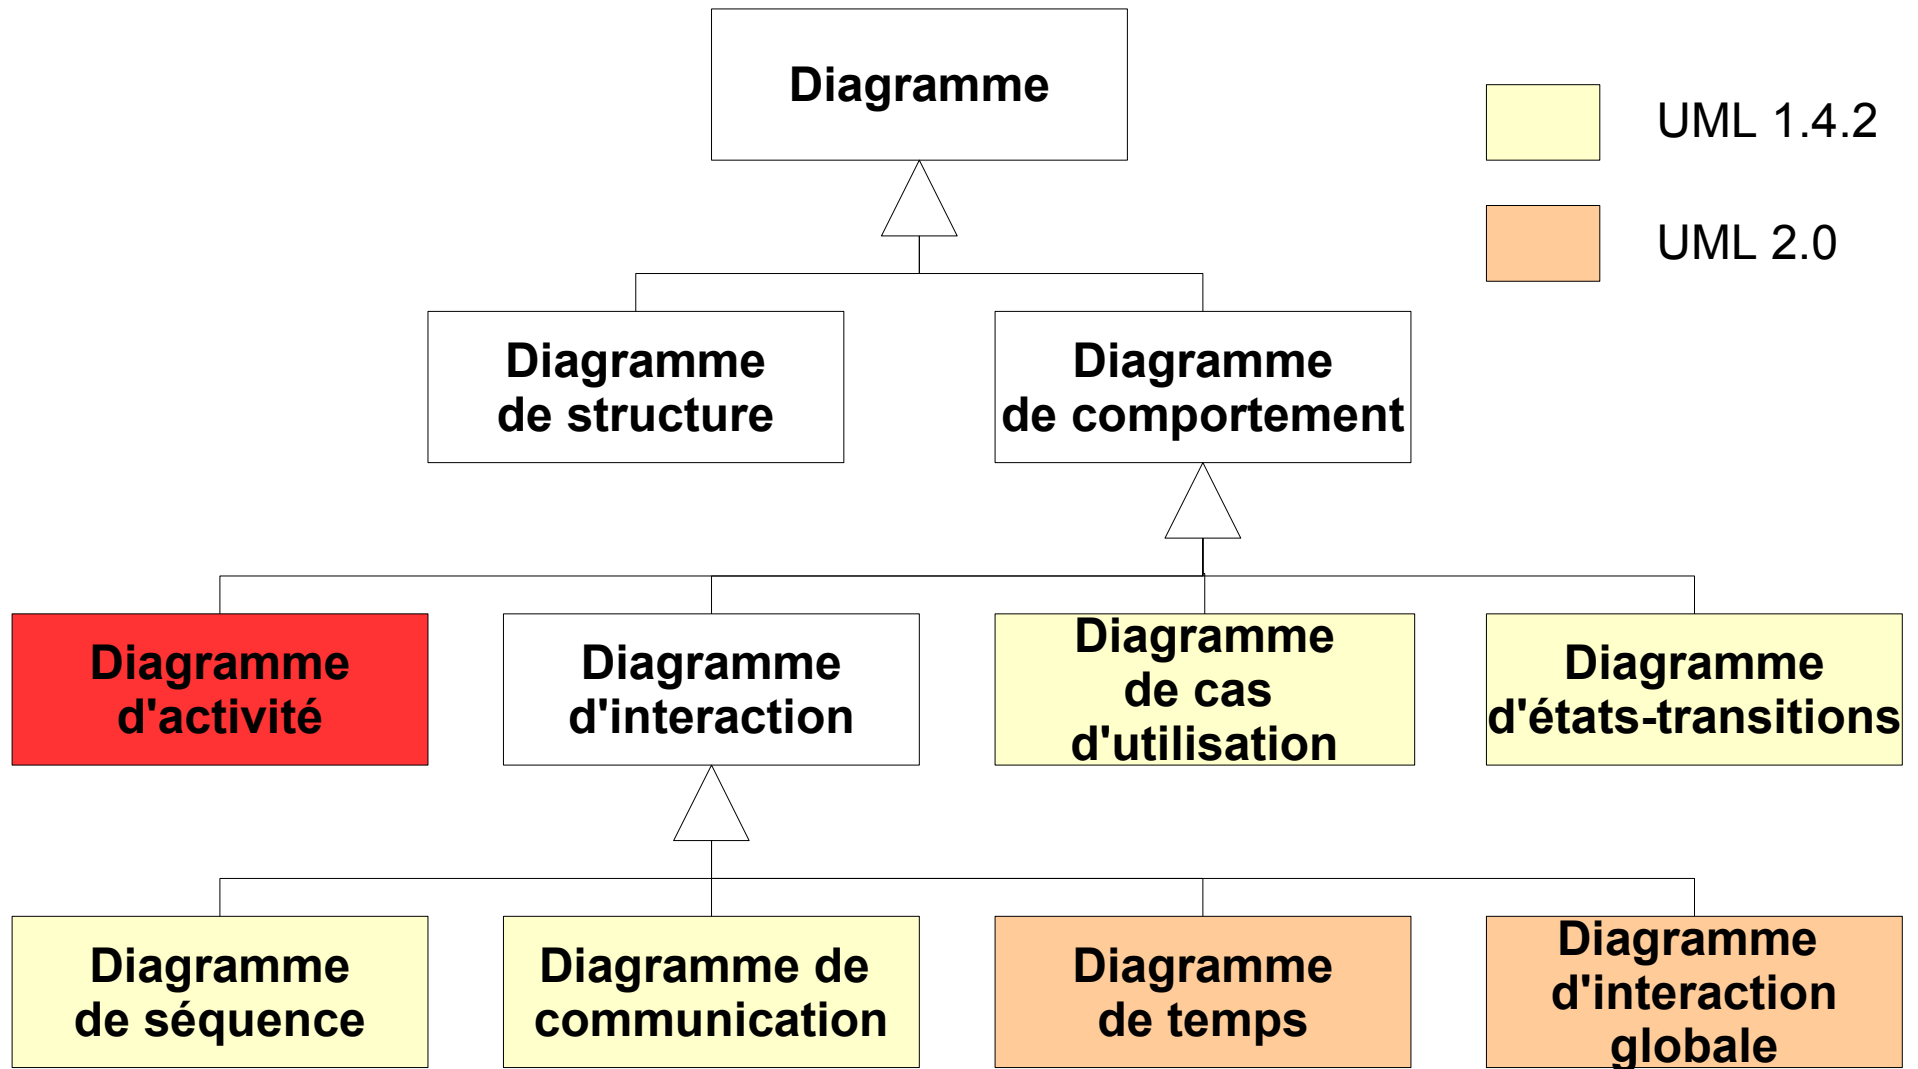 Diagramme
UML 1.4.2
UML 2.0
Diagramme
de structure
Diagramme
de comportement
Diagramme
d'activité
Diagramme
d'interaction
Diagramme
de cas
d'utilisation
Diagramme
d'états-transitions
Diagramme
de séquence
Diagramme de
communication
Diagramme
de temps
Diagramme
d'interaction
globale